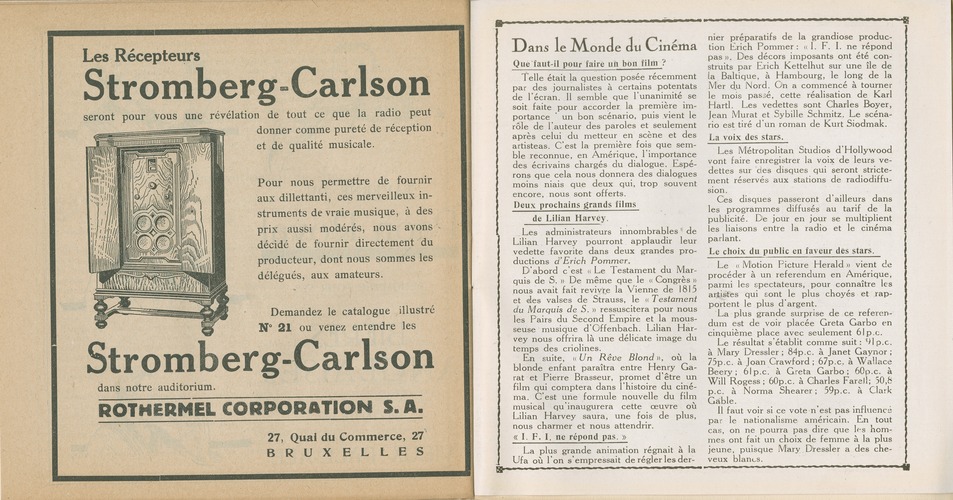 Les Récepteurs
Stromberg-Carlson
seront pour vous une révélation de tout ce que la radio peut
donner comme pureté de réception
et de qualité musicale.
Pour nous permettre de fournir
aux dillettanti, ces merveilleux in-
struments de vraie musique, à des
prix aussi modérés, nous avons
décidé de fournir directement du
producteur, dont nous sommes les
délégués, aux amateurs.
Demandez le catalogue illustré
N° 21 ou venez entendre les
Stromberg-Carlson
dans notre auditorium.
ROTHERMEL CORPORATION S. A.
27, Quai du Commerce, 27
BRUXELLES
Dans le Monde du Cinéma
Que faut-il pour faire un bon film ?
Telle était la question posée récemment
par des journalistes à certains potentats
de l'écran. Il semble que l'unanimité se
soit faite pour accorder la première im-
portance un bon scénario, puis vient le
rôle de l'auteur des paroles et seulement
après celui du metteur en scène et des
artisteas. C'est la première fois que sem-
ble reconnue, en Amérique, l'importance
des écrivains chargés du dialogue. Espé-
rons que cela nous donnera des dialogues
moins niais que deux qui, trop souvent
encore, nous sont offerts.
Deux prochains grands films
de Lilian Harvey.
Les administrateurs innombrables de
Lilian Harvey pourront applaudir leur
vedette favorite dans deux grandes pro-
ductions d'Erich Pommer.
D'abord c'est « Le Testament du Mar-
quis de S. » De même que le « Congrès »
nous avait fait revivre la Vienne de 1815
et des valses de Strauss, le « Testament
du Marquis de S. » ressuscitera pour nous
les Pairs du Second Empire et la mous-
seuse musique d'Offenbach. Lilian Har-
vey nous offrira là une délicate image du
temps des criolines.
En suite, « Un Rêve Blond », où la
blonde enfant paraîtra entre Henry Ga-
rat et Pierre Brasseur, promet d'être un
film qui comptera dans l'histoire du ciné-
ma. C'est une formule nouvelle du film
musical qu'inaugurera cette œuvre où
Lilian Harvey saura, une fois de plus,
nous charmer et nous attendrir.
« I. F. I. ne répond pas. »
La plus grande animation régnait à la
Ufa où l'on s'empressait de régler les der-
nier préparatifs de la grandiose produc-
tion Erich Pommer : « I. F. I. ne répond
pas ». Des décors imposants ont été con-
struits par Erich Kettelhut sur une île de
la Baltique, à Hambourg, le long de la
Mer du Nord. On a commencé à tourner
le mois passé, cette réalisation de Karl
Hartl. Les vedettes sont Charles Boyer,
Jean Murat et Sybille Schmitz. Le scéna-
rio est tiré d'un roman de Kurt Siodmak.
La voix des stars.
Les Métropolitan Studios d'Hollywood
vont faire enregistrer la voix de leurs ve-
dettes sur des disques qui seront stricte-
ment réservés aux stations de radiodiffu-
sion.
Ces disques passeront d'ailleurs dans
les programmes diffusés au tarif de la
publicité. De jour en jour se multiplient
les liaisons entre la radio et le cinéma
parlant.
Le choix du public en faveur des stars.
Le « Motion Picture Herald » vient de
procéder à un referendum en Amérique,
parmi les spectateurs, pour connaître les
artistes qui sont le plus choyés et rap-
portent le plus d'argent.
La plus grande surprise de ce referen-
dum est de voir placée Greta Garbo en
cinquième place avec seulement 61 p.c.
Le résultat s'établit comme suit : 91 p.c.
à Mary Dressler ; 84p.c. à Janet Gaynor ;
75p.c. à Joan Crawford ; 67p.c. à Wallace
Beery ; 61p.c. à Greta Garbo ; 60p.c. à
Will Rogess ; 60p.c. à Charles Farell; 50,8
p.c. à Norma Shearer ; 59p.c. à Clark
Gable.
Il faut voir si ce vote n'est pas influencé
par le nationalisme américain. En tout
cas, on ne pourra pas dire que les hom-
mes ont fait un choix de femme à la plus
jeune, puisque Mary Dressler a des che-
veux blancs.